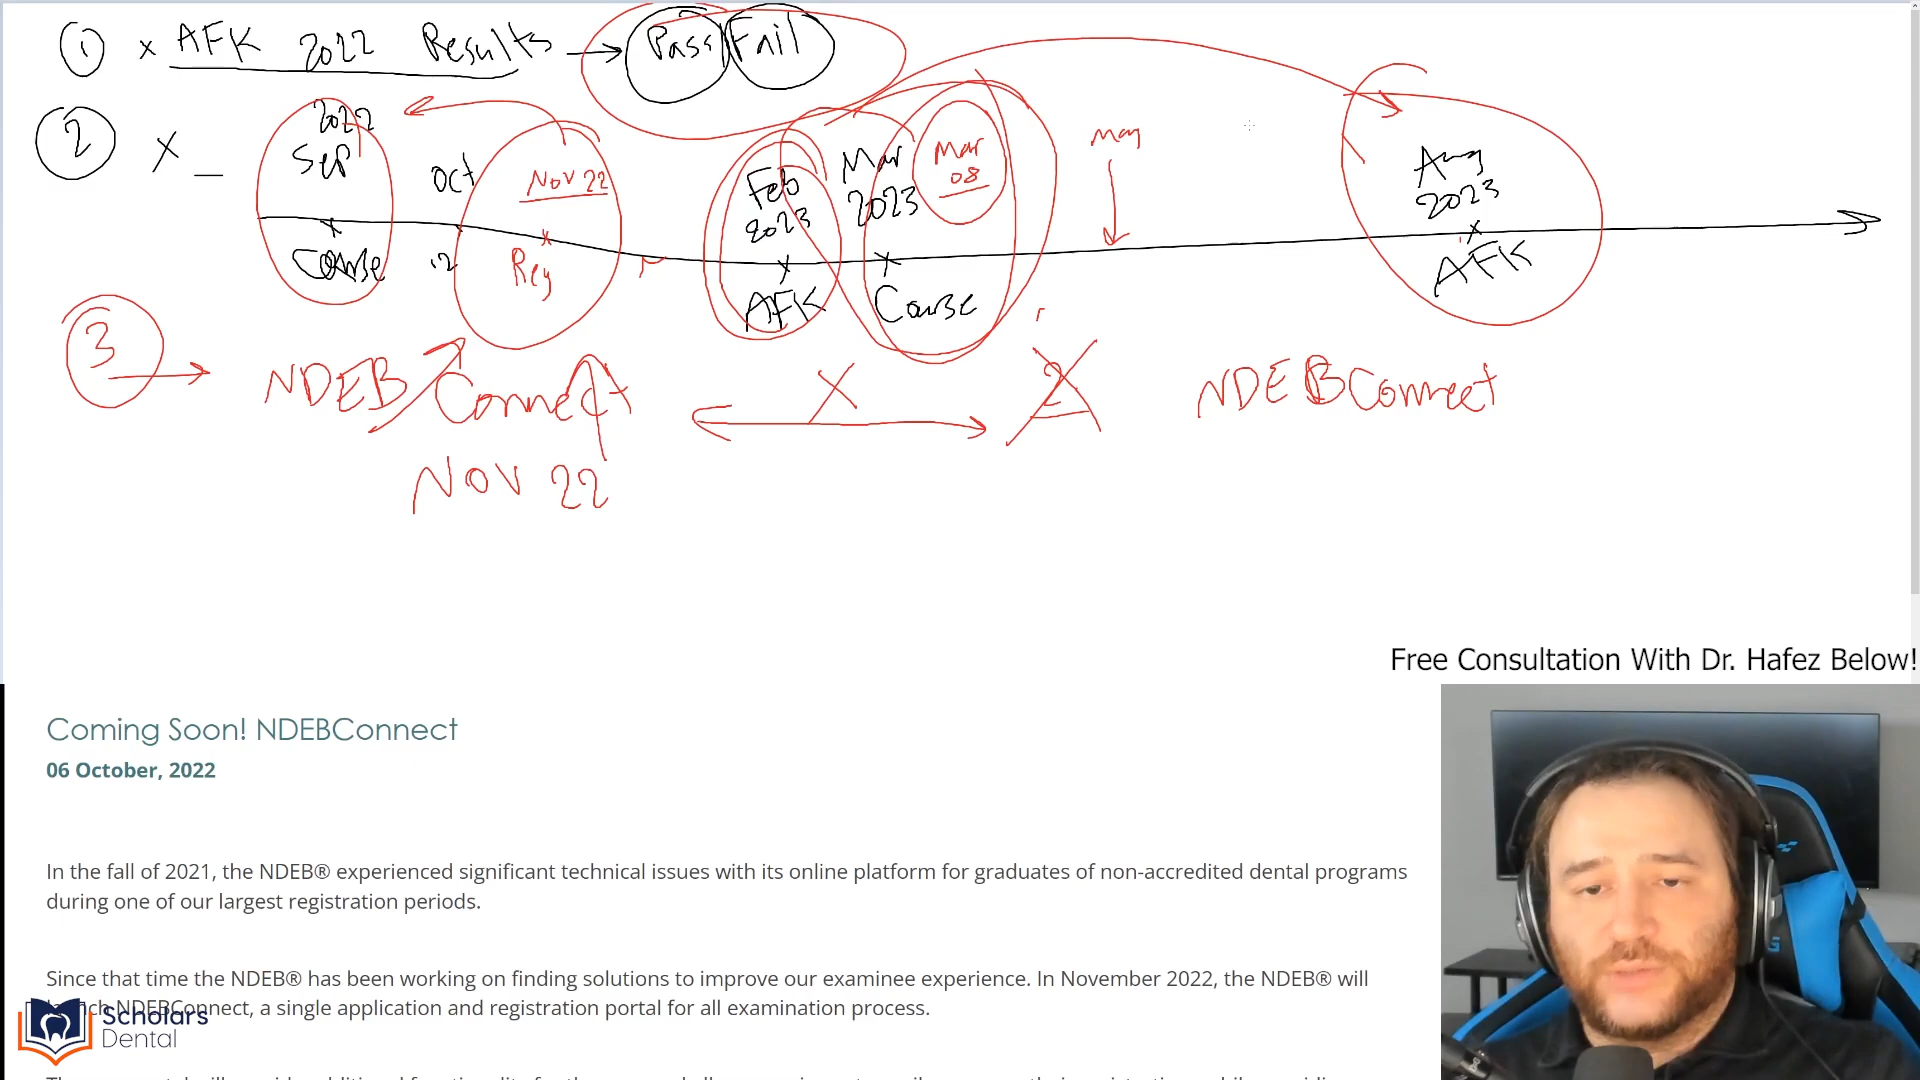 1 x AFK 2022 Results → Pass Fail
2 X _
2022
Sep Oct Nov 22 Feb 2023 Mar 2023 Mar 08 May Aug 2023
Course 12 Reg AFK Course AFK
3 → NDEB Connect X 2 NDEBConnect
NOV 22
Free Consultation With Dr. Hafez Below!
Coming Soon! NDEBConnect
06 October, 2022
In the fall of 2021, the NDEB® experienced significant technical issues with its online platform for graduates of non-accredited dental programs
during one of our largest registration periods.
Since that time the NDEB® has been working on finding solutions to improve our examinee experience. In November 2022, the NDEB® will
NDEBConnect, a single application and registration portal for all examination process.
Scholars
Dental